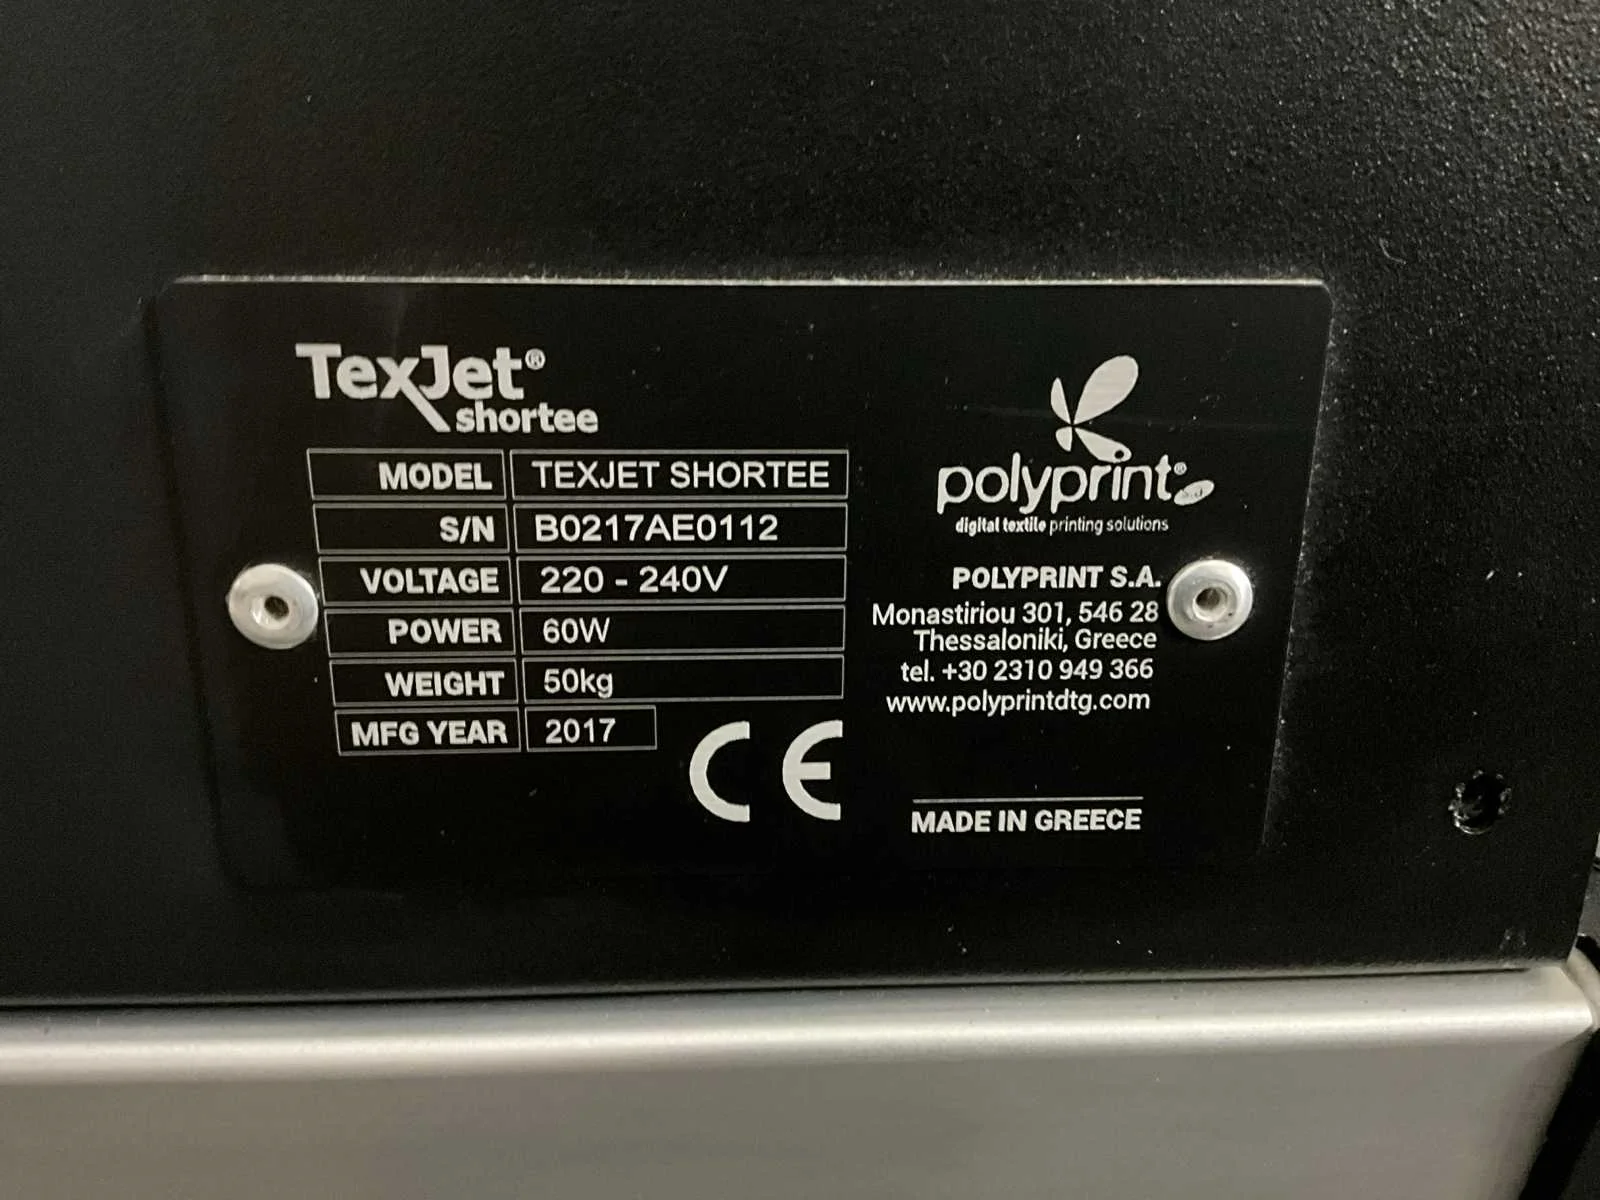 TexJet®
shortee
MODEL TEXJET SHORTEE
S/N B0217AE0112
VOLTAGE 220 - 240V
POWER 60W
WEIGHT 50kg
MFG YEAR 2017
CE
polyprint® S.A
digital textile printing solutions
POLYPRINT S.A.
Monastiriou 301, 546 28
Thessaloniki, Greece
tel. +30 2310 949 366
www.polyprintdtg.com
MADE IN GREECE